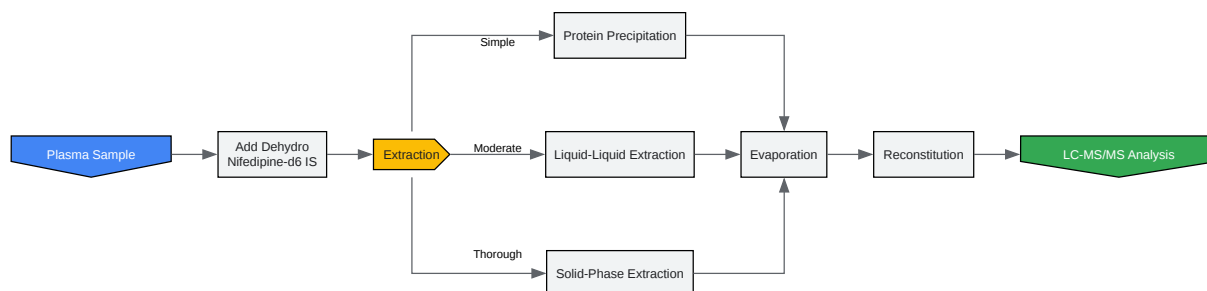 Simple
Protein Precipitation
Plasma Sample
Add Dehydro
Nifedipine-d6 IS
Extraction
Moderate
Liquid-Liquid Extraction
Evaporation
Reconstitution
LC-MS/MS Analysis
Thorough
Solid-Phase Extraction